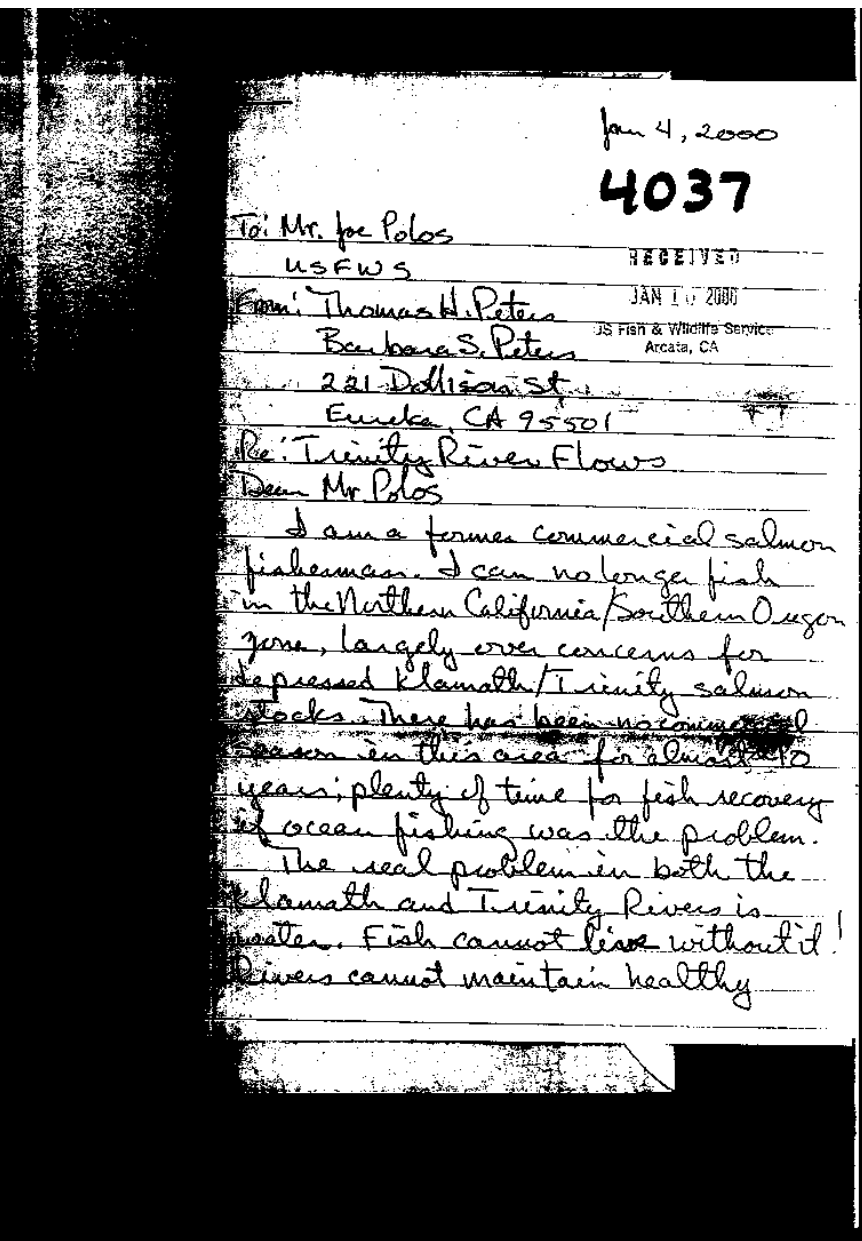 Jan 4, 2000
4037
To: Mr. Joe Polos
USFWS
RECEIVED
From: Thomas H. Peters
JAN 10 2000
US Fish & Wildlife Service
Arcata, CA
Barbara S. Peters
221 Dollison St
Eureka, CA 95501
Re: Trinity River Flows
Dear Mr. Polos
I am a former commercial salmon
fisherman. I can no longer fish
in the Northern California/Southern Oregon
zone, largely over concerns for
depressed Klamath/Trinity salmon
stocks. There has been no commercial
season in this area for almost 10
years; plenty of time for fish recovery
if ocean fishing was the problem.
The real problem in both the
Klamath and Trinity Rivers is
water. Fish cannot live without it!
Rivers cannot maintain healthy